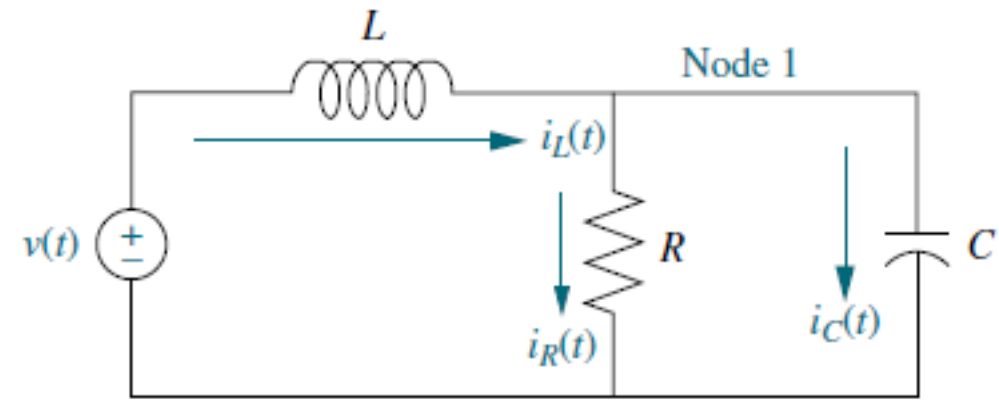 L
Node 1
i_L(t)
v(t)
+
−
R
C
i_R(t)
i_C(t)